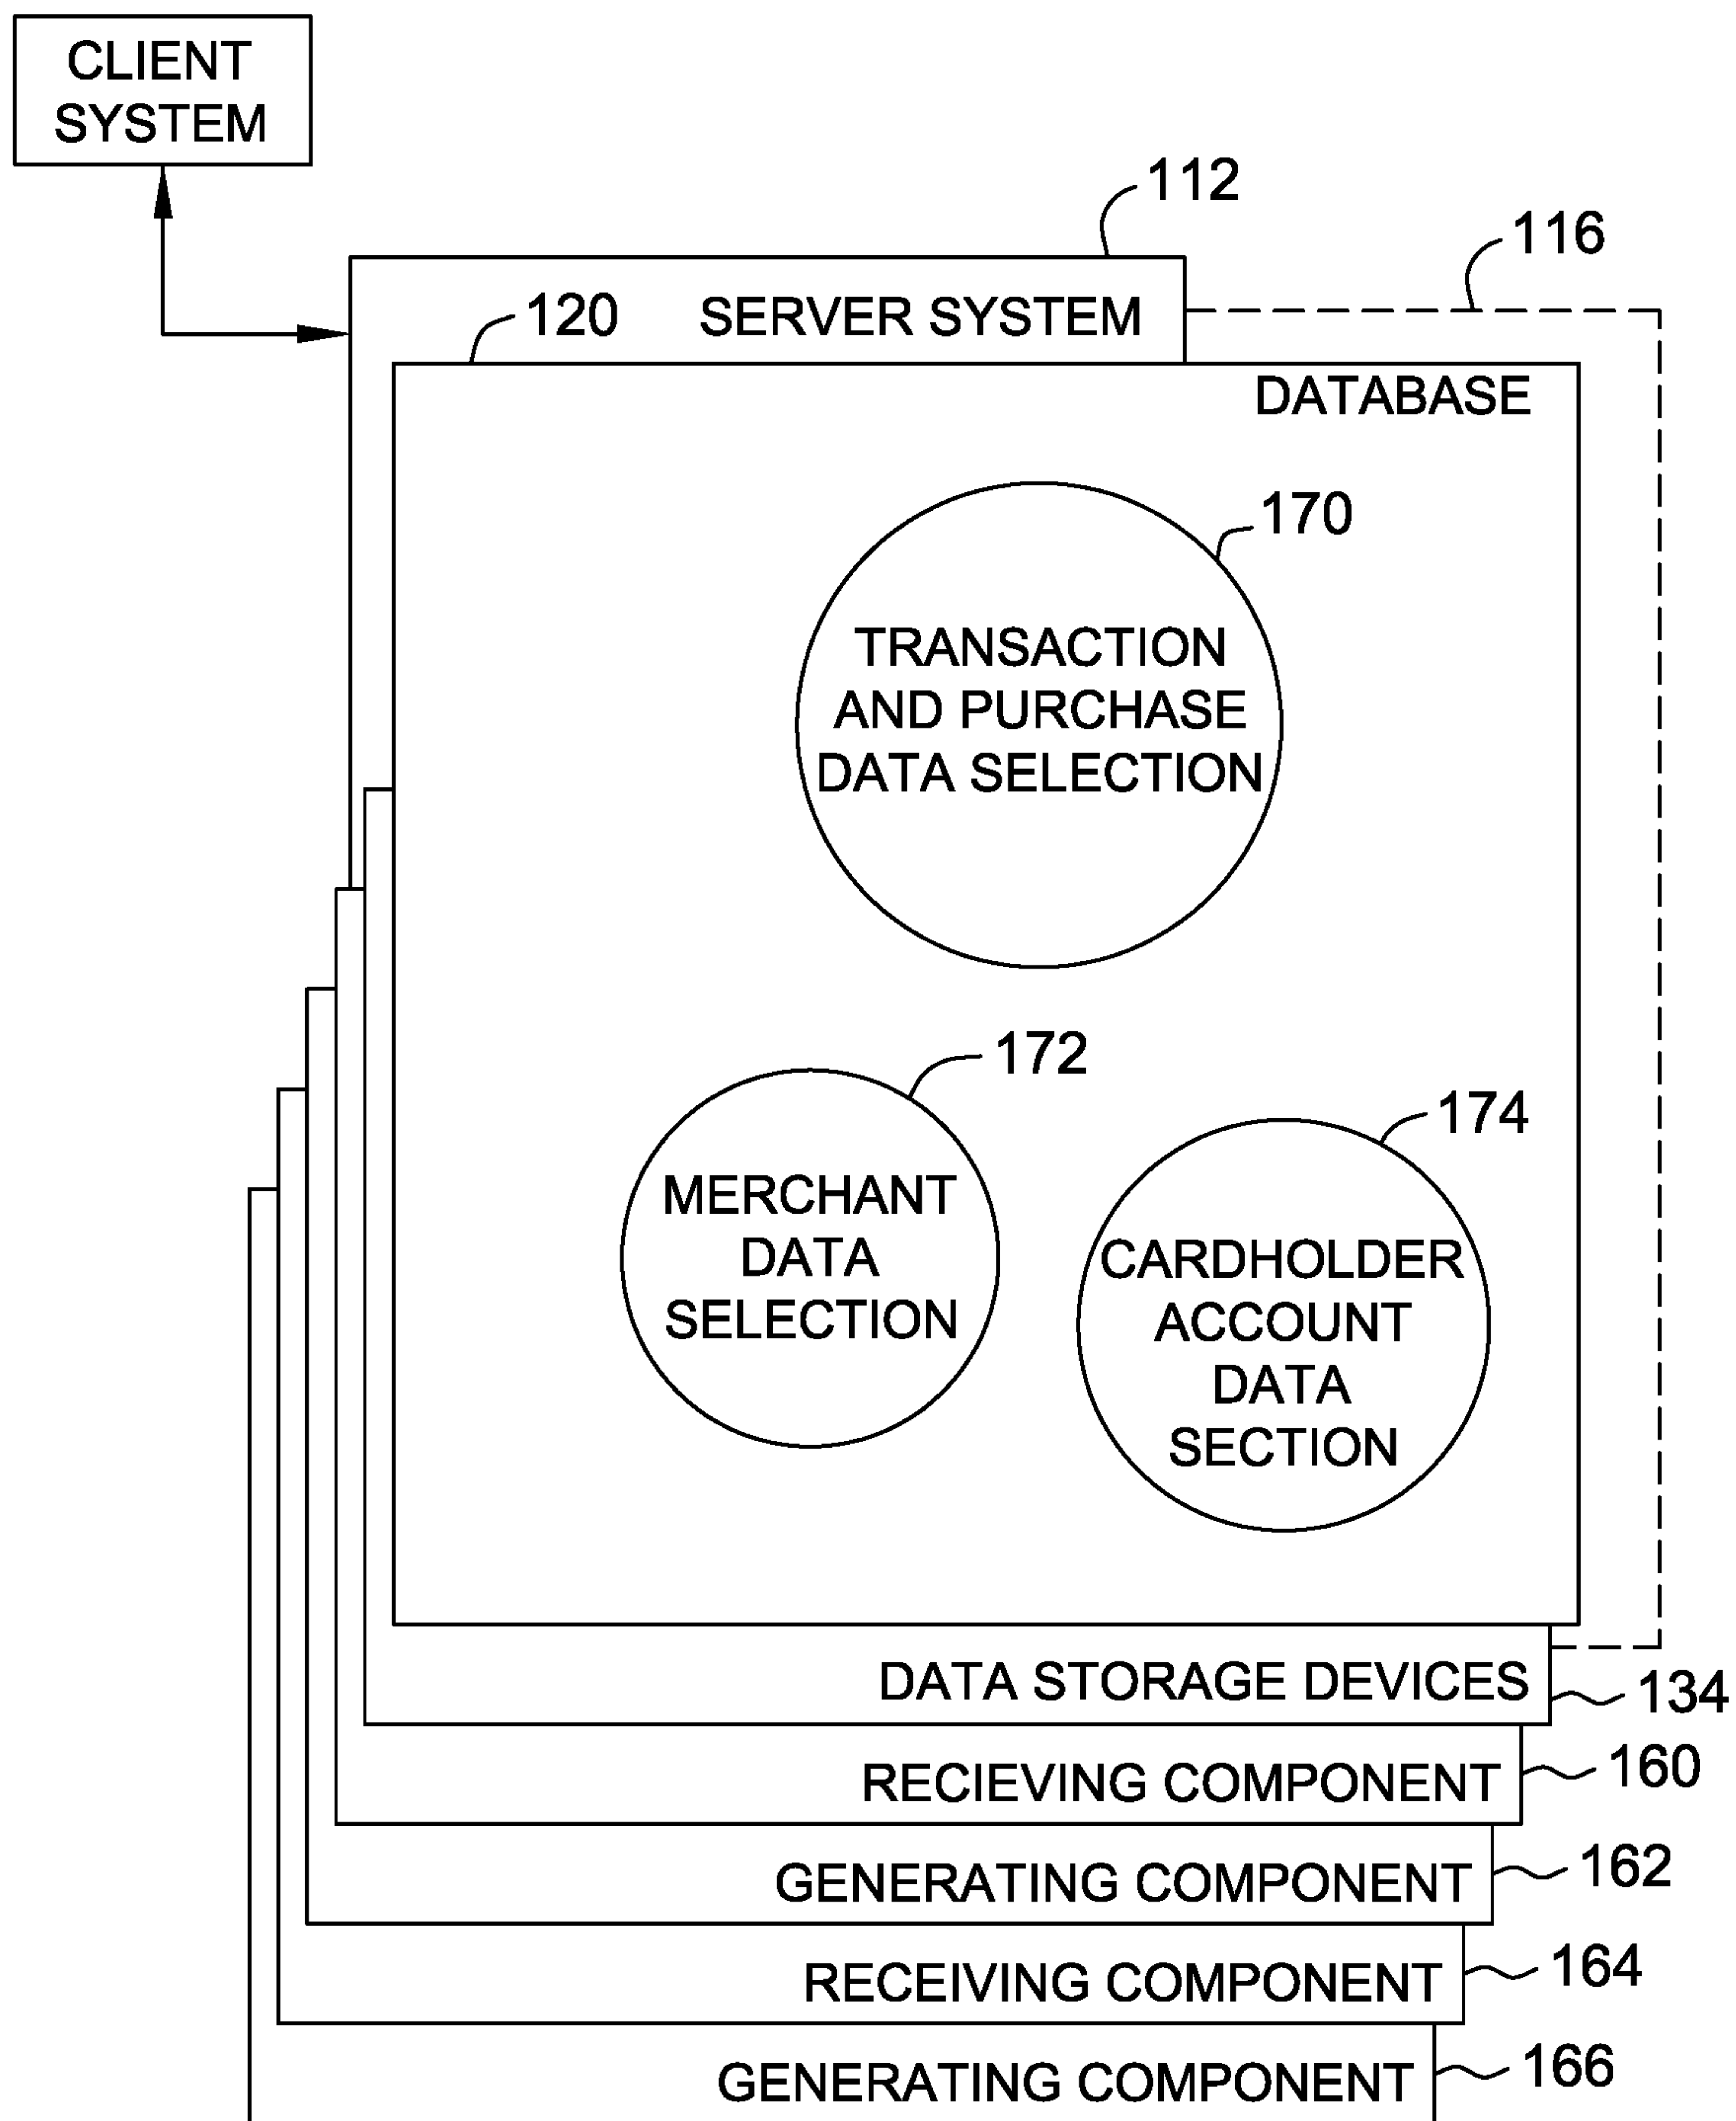 CLIENT
SYSTEM
112
116
120
SERVER SYSTEM
DATABASE
170
TRANSACTION
AND PURCHASE
DATA SELECTION
172
174
MERCHANT
DATA
SELECTION
CARDHOLDER
ACCOUNT
DATA
SECTION
DATA STORAGE DEVICES
134
RECIEVING COMPONENT
160
GENERATING COMPONENT
162
RECEIVING COMPONENT
164
GENERATING COMPONENT
166